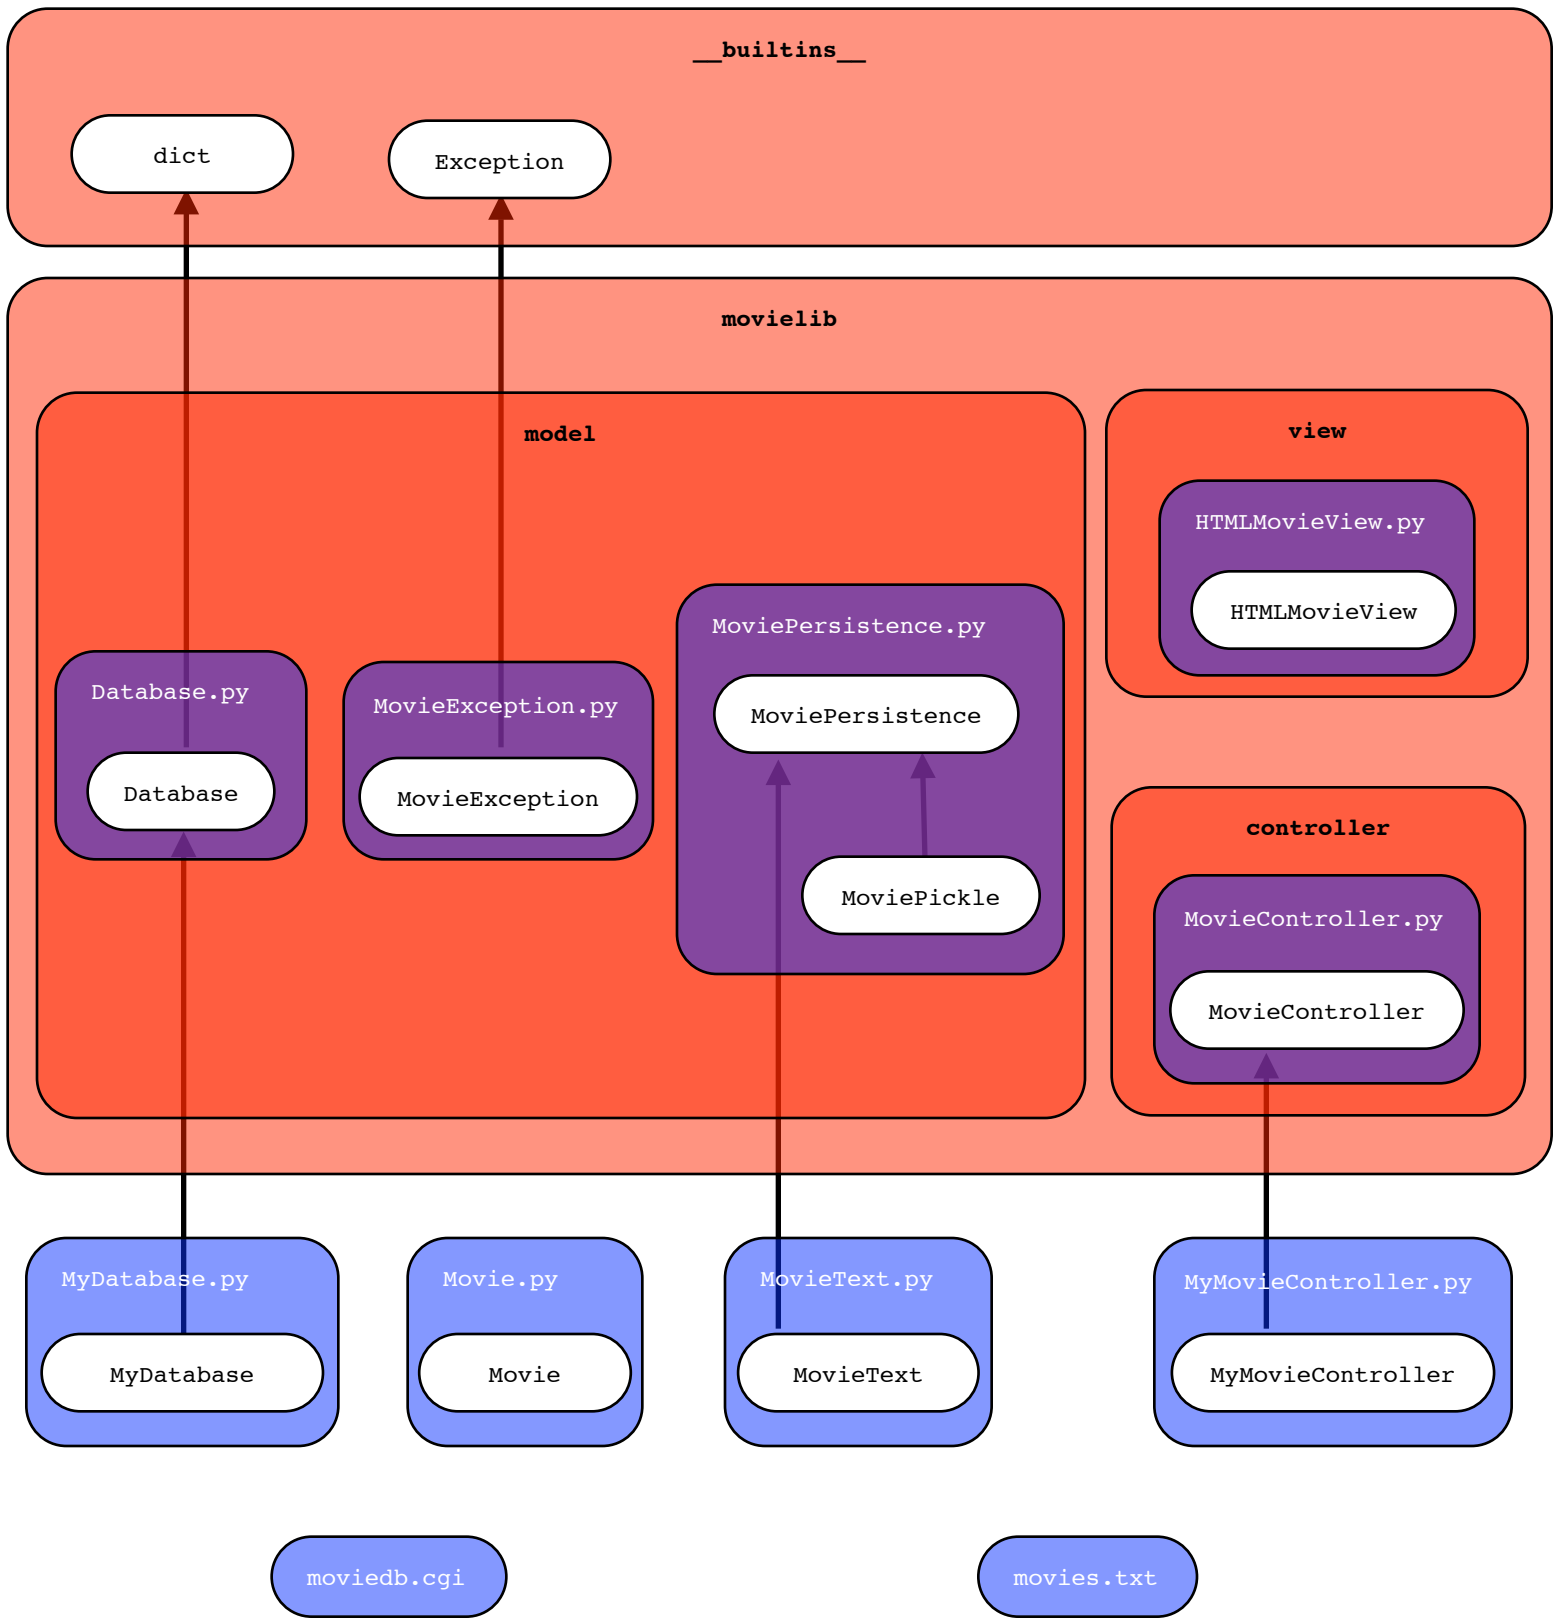 __builtins__
dict
Exception
movielib
model
view
HTMLMovieView.py
HTMLMovieView
MoviePersistence.py
Database.py
MovieException.py
MoviePersistence
Database
MovieException
controller
MoviePickle
MovieController.py
MovieController
MyDatabase.py
Movie.py
MovieText.py
MyMovieController.py
MyDatabase
Movie
MovieText
MyMovieController
moviedb.cgi
movies.txt